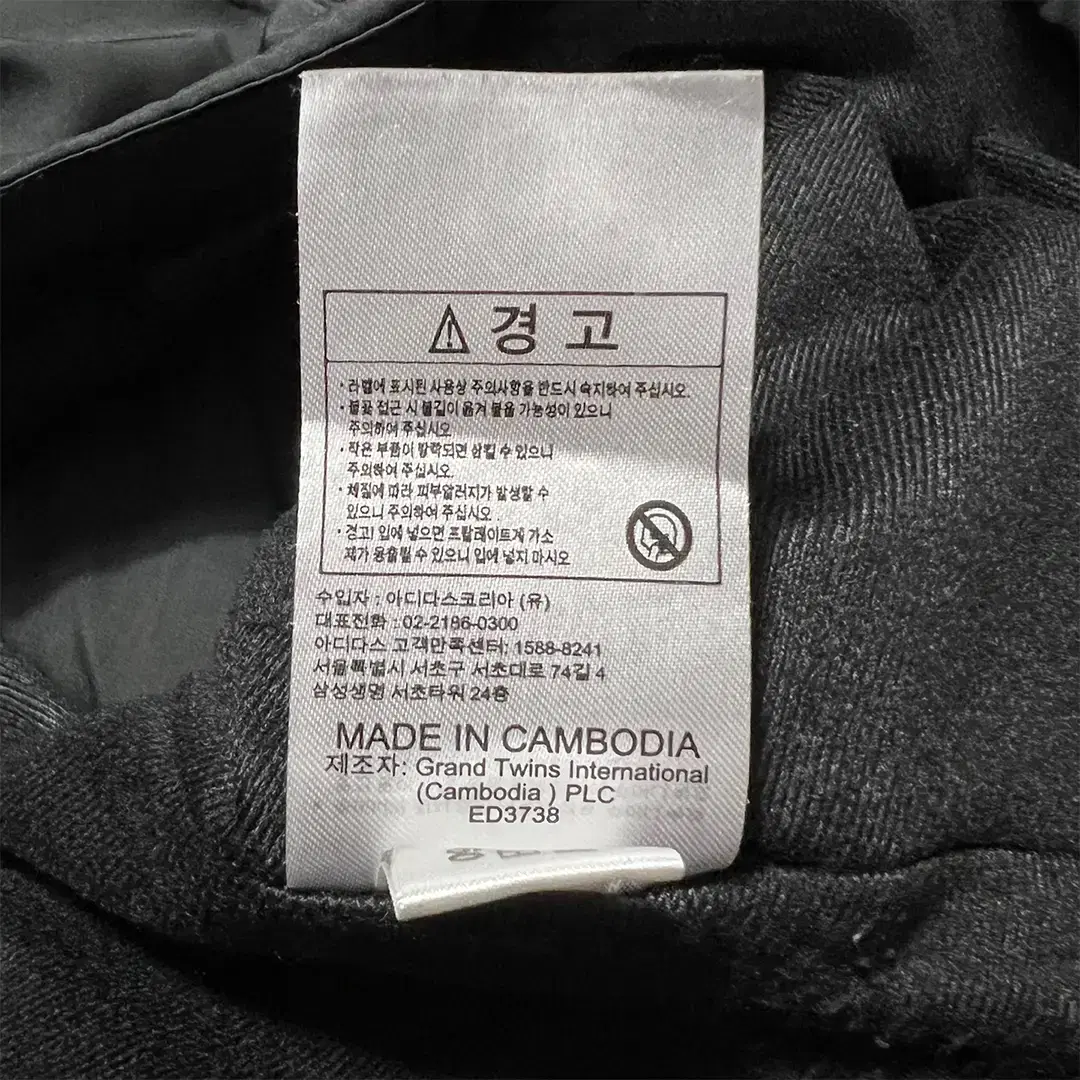 경고
· 라벨에 표시된 사용상 주의사항을 반드시 숙지하여 주십시오.
· 불꽃 접근 시 불길이 옮겨 붙을 가능성이 있으니
주의하여 주십시오
· 작은 부품이 탈락되면 삼킬 수 있으니
주의하여 주십시오.
· 체질에 따라 피부알러지가 발생할 수
있으니 주의하여 주십시오.
· 경고! 입에 넣으면 프탈레이트계 가소
제가 용출될 수 있으니 입에 넣지 마시오
수입자 : 아디다스코리아 (유)
대표전화 : 02-2186-0300
아디다스 고객만족센터: 1588-8241
서울특별시 서초구 서초대로 74길 4
삼성생명 서초타워 24층
MADE IN CAMBODIA
제조자: Grand Twins International
(Cambodia ) PLC
ED3738